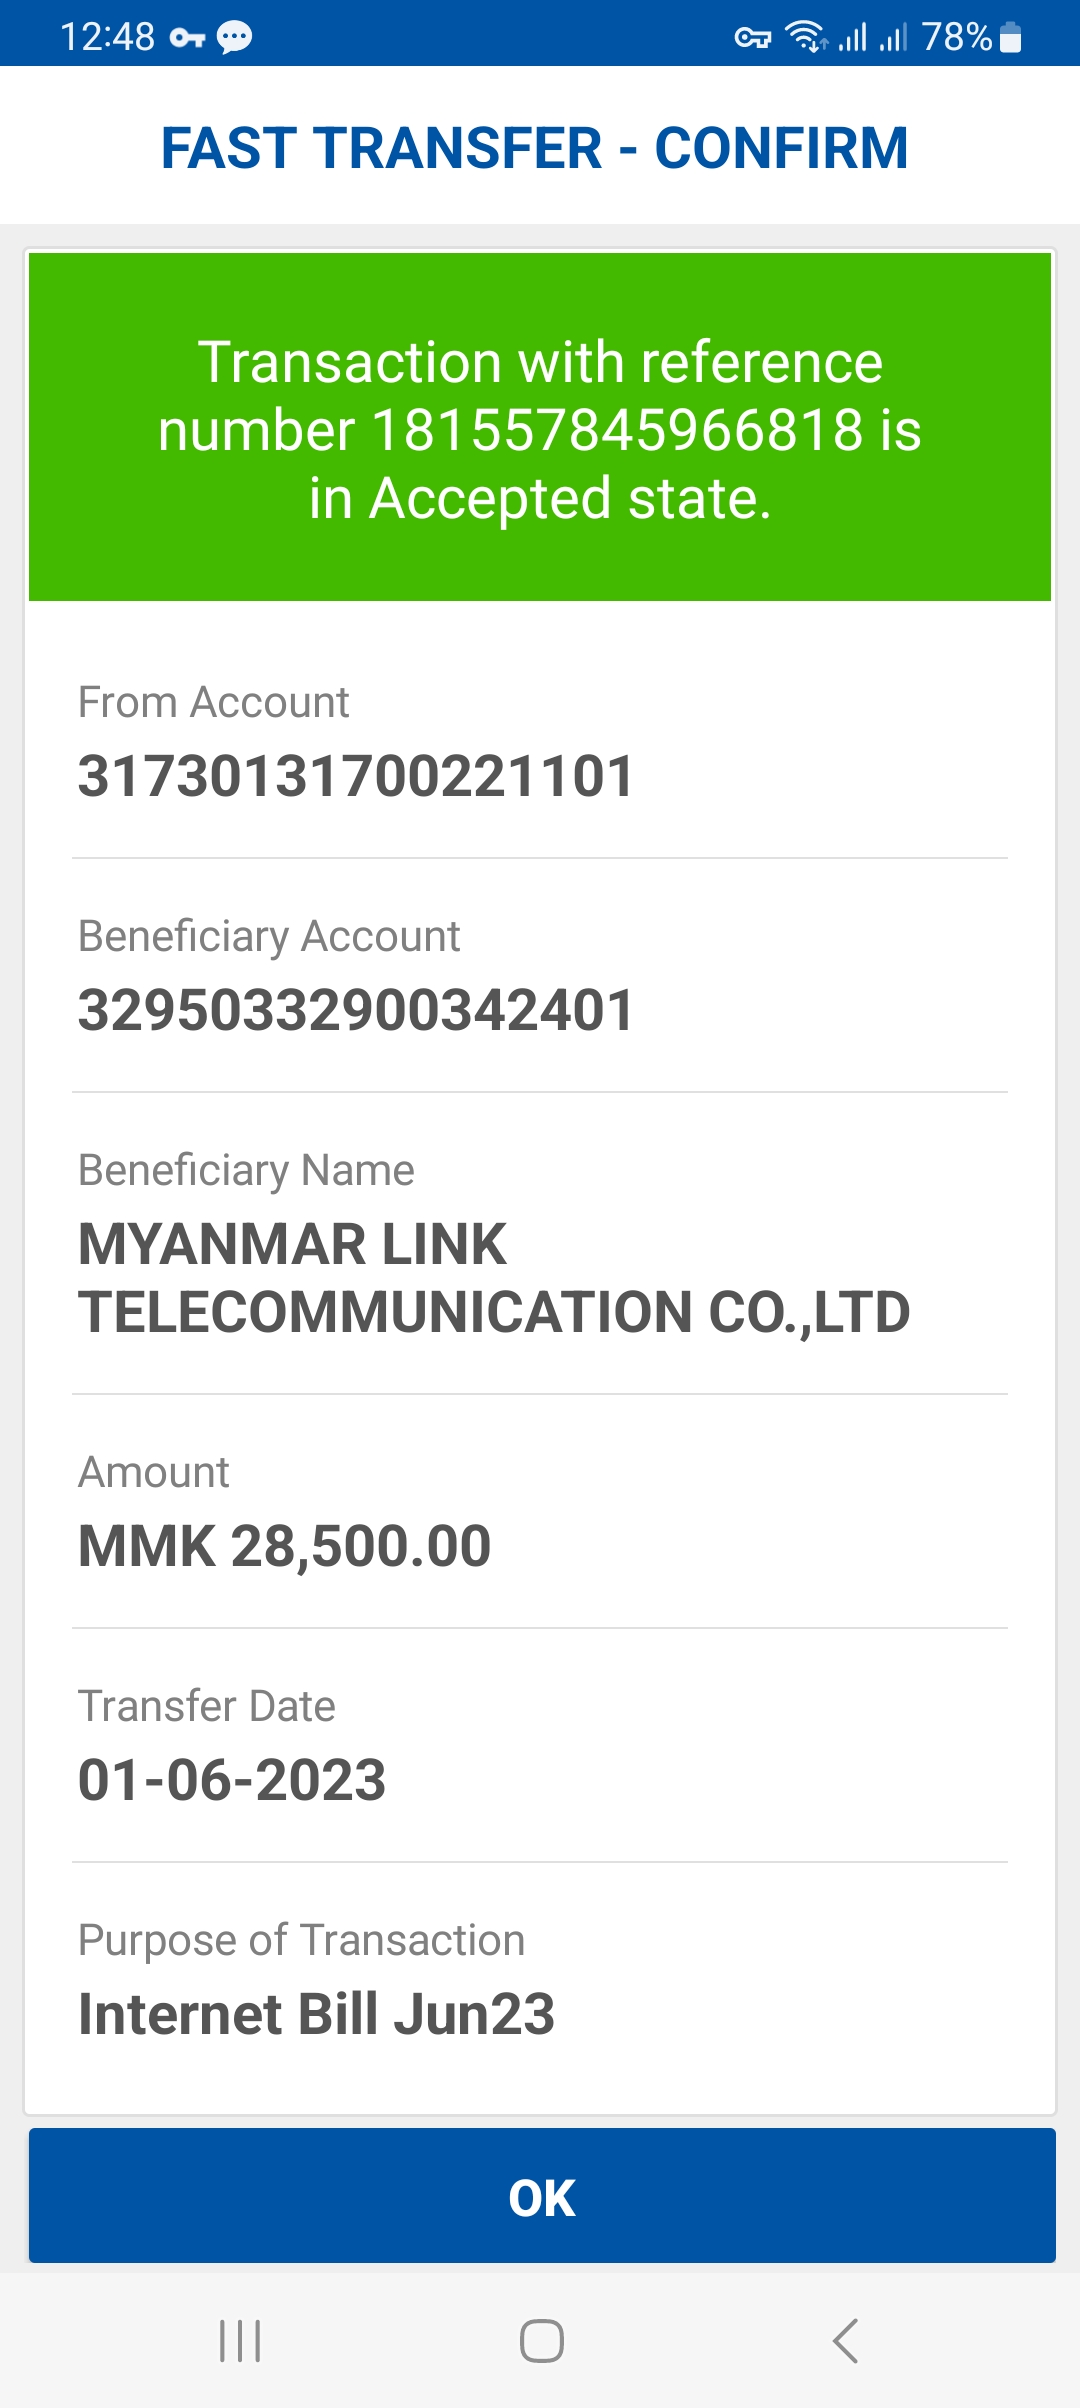 12:48
78%
FAST TRANSFER - CONFIRM
Transaction with reference
number 181557845966818 is
in Accepted state.
From Account
31730131700221101
Beneficiary Account
32950332900342401
Beneficiary Name
MYANMAR LINK
TELECOMMUNICATION CO.,LTD
Amount
MMK 28,500.00
Transfer Date
01-06-2023
Purpose of Transaction
Internet Bill Jun23
OK